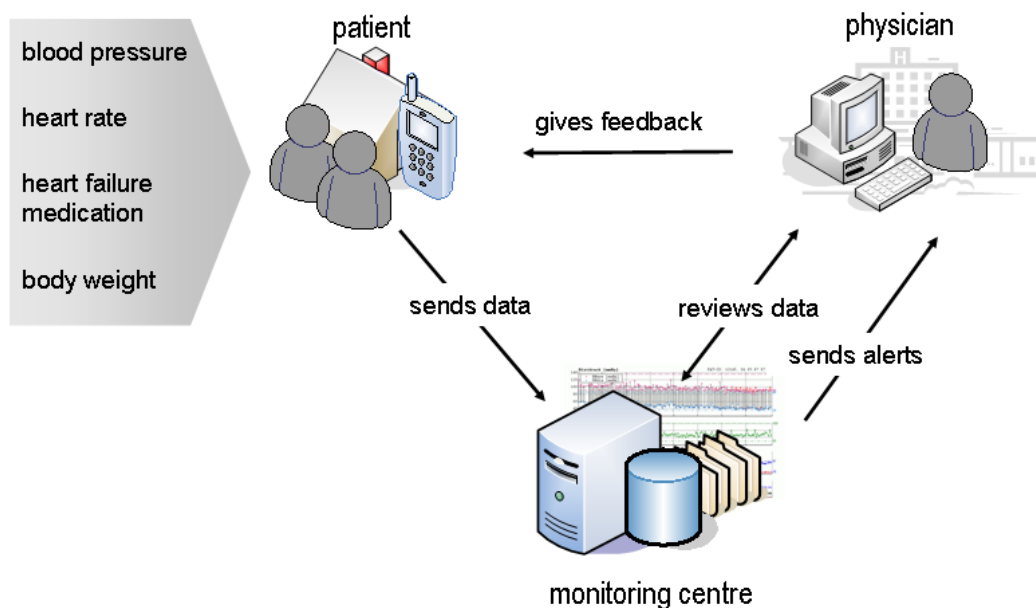 patient
physician
blood pressure
heart rate
heart failure
medication
body weight
gives feedback
sends data
reviews data
sends alerts
monitoring centre